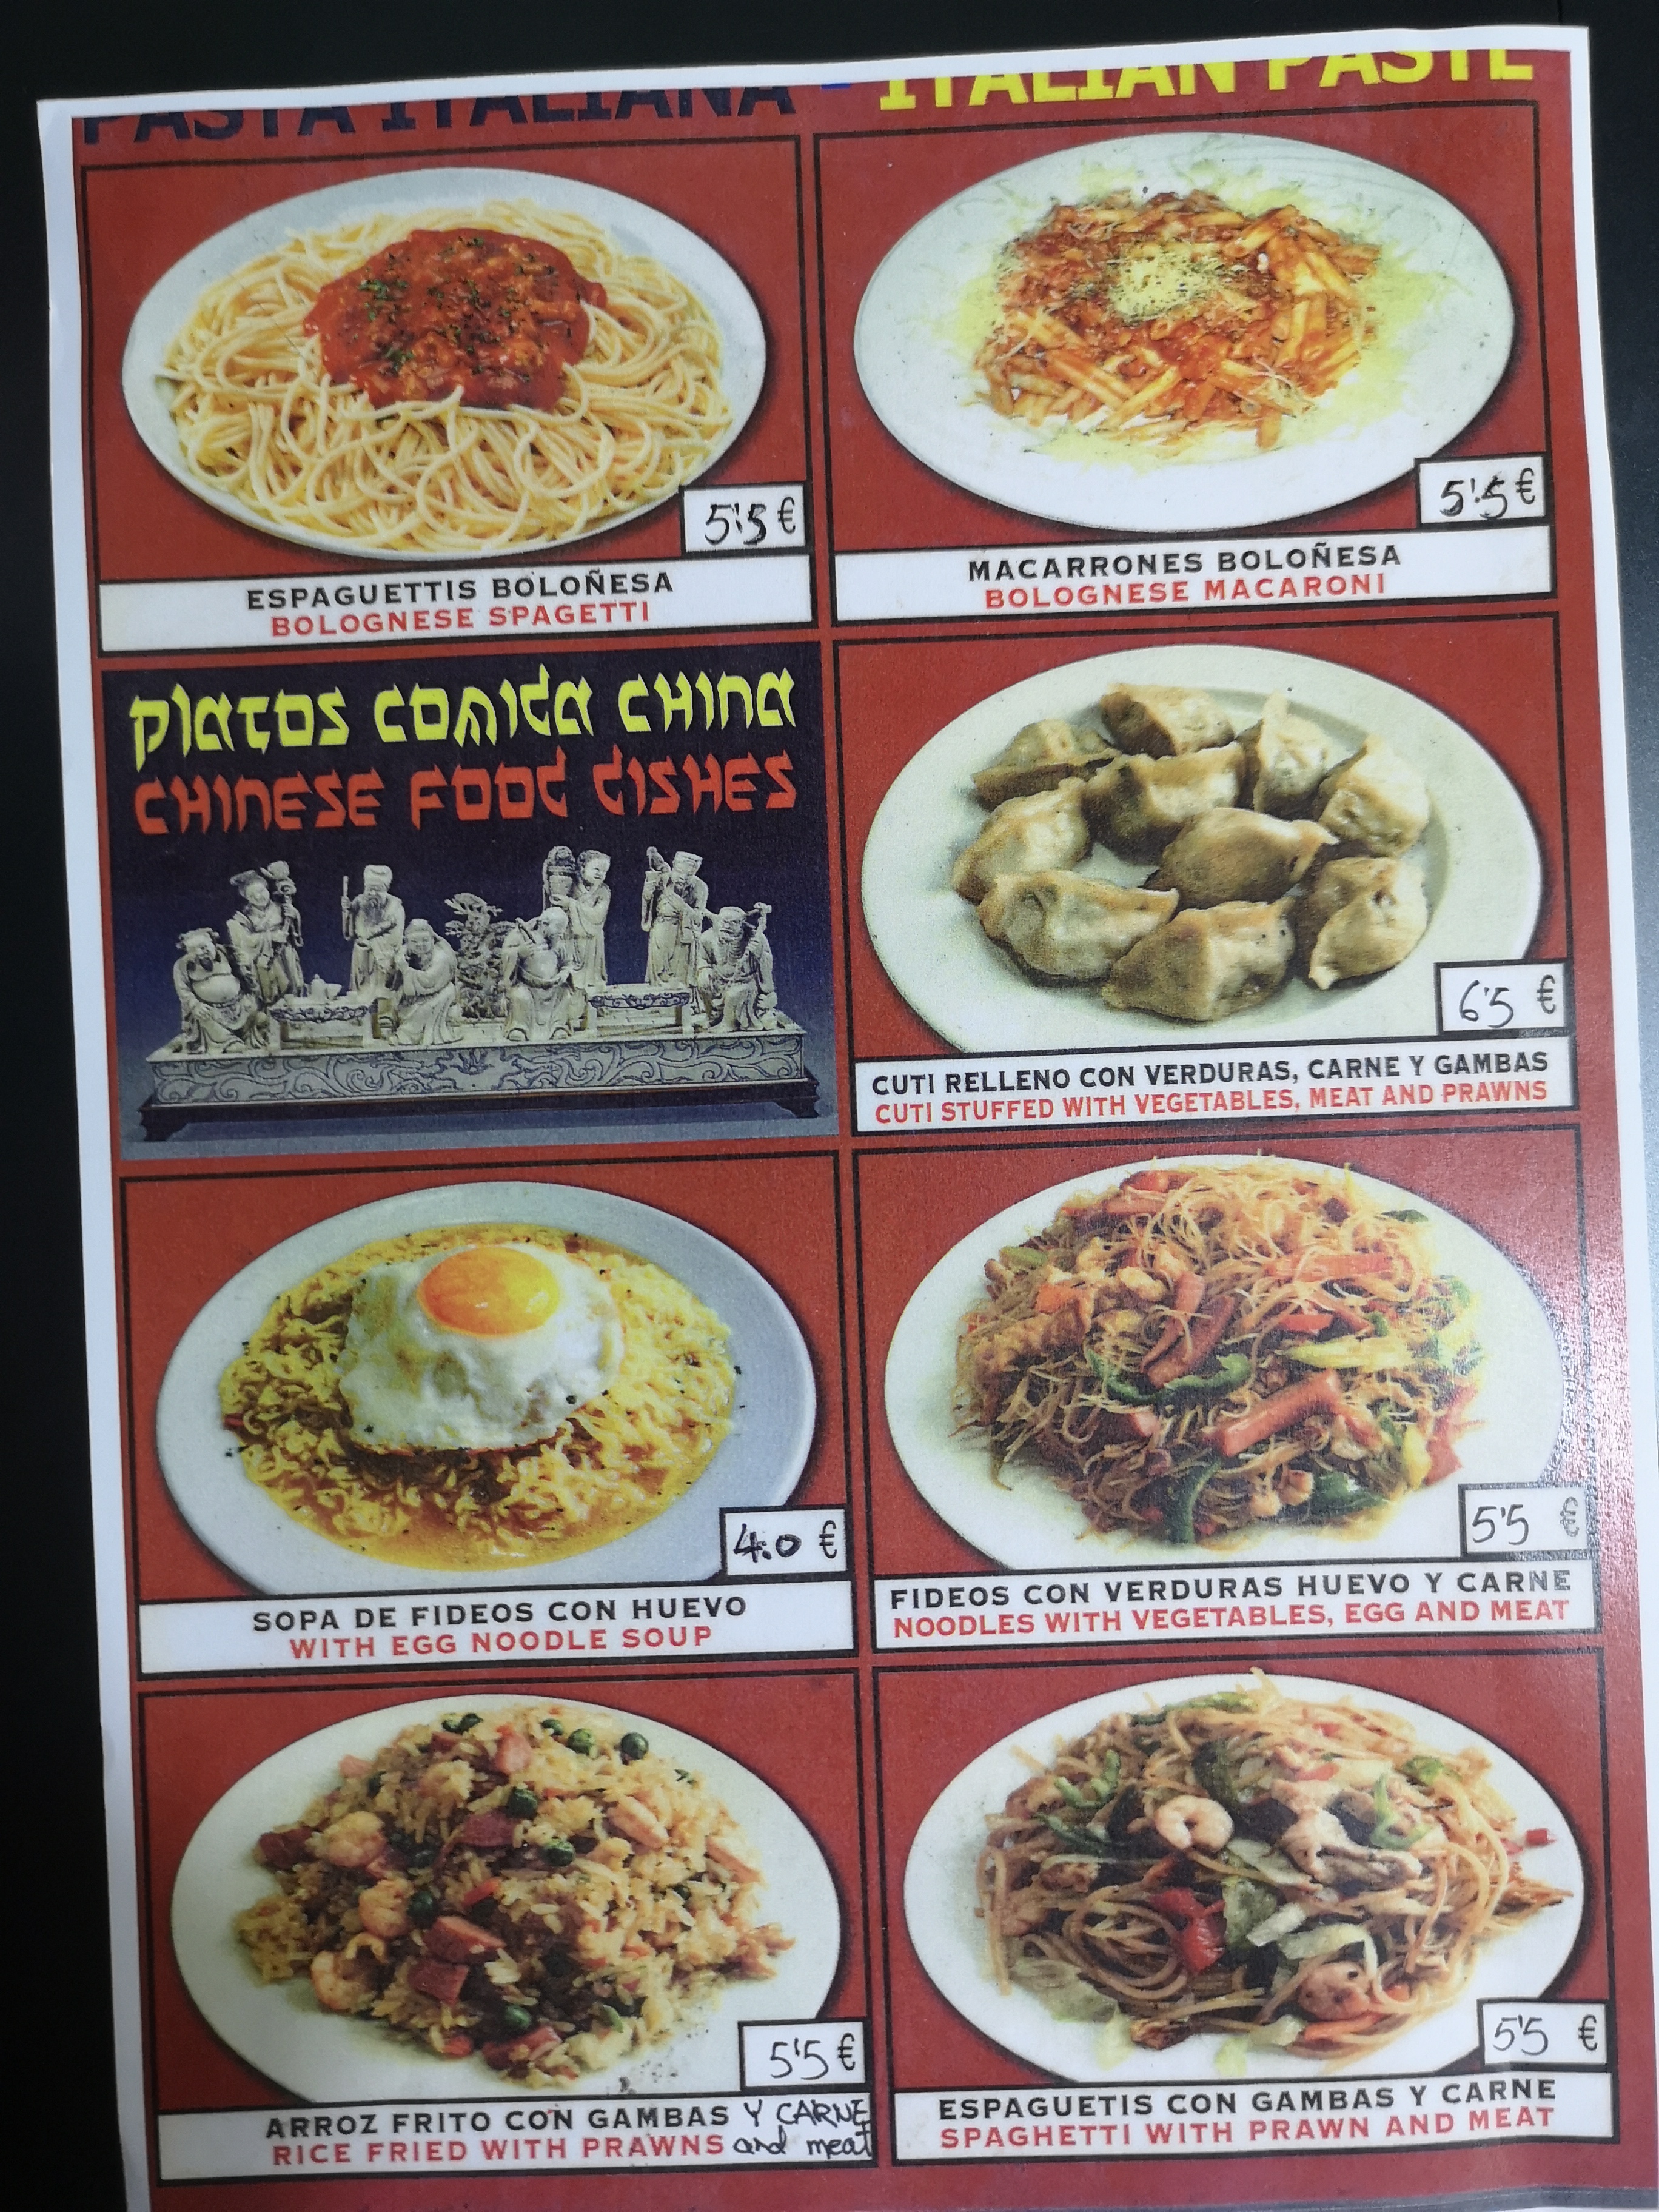 PASTA ITALIANA - ITALIAN PASTE
5'5 €
ESPAGUETTIS BOLOÑESA
BOLOGNESE SPAGETTI
5'5 €
MACARRONES BOLOÑESA
BOLOGNESE MACARONI
PLATOS COMIDA CHINA
CHINESE FOOD DISHES
6'5 €
CUTI RELLENO CON VERDURAS, CARNE Y GAMBAS
CUTI STUFFED WITH VEGETABLES, MEAT AND PRAWNS
4.0 €
SOPA DE FIDEOS CON HUEVO
WITH EGG NOODLE SOUP
5'5 €
FIDEOS CON VERDURAS HUEVO Y CARNE
NOODLES WITH VEGETABLES, EGG AND MEAT
5'5 €
ARROZ FRITO CON GAMBAS Y CARNE
RICE FRIED WITH PRAWNS and meat
5'5 €
ESPAGUETIS CON GAMBAS Y CARNE
SPAGHETTI WITH PRAWN AND MEAT